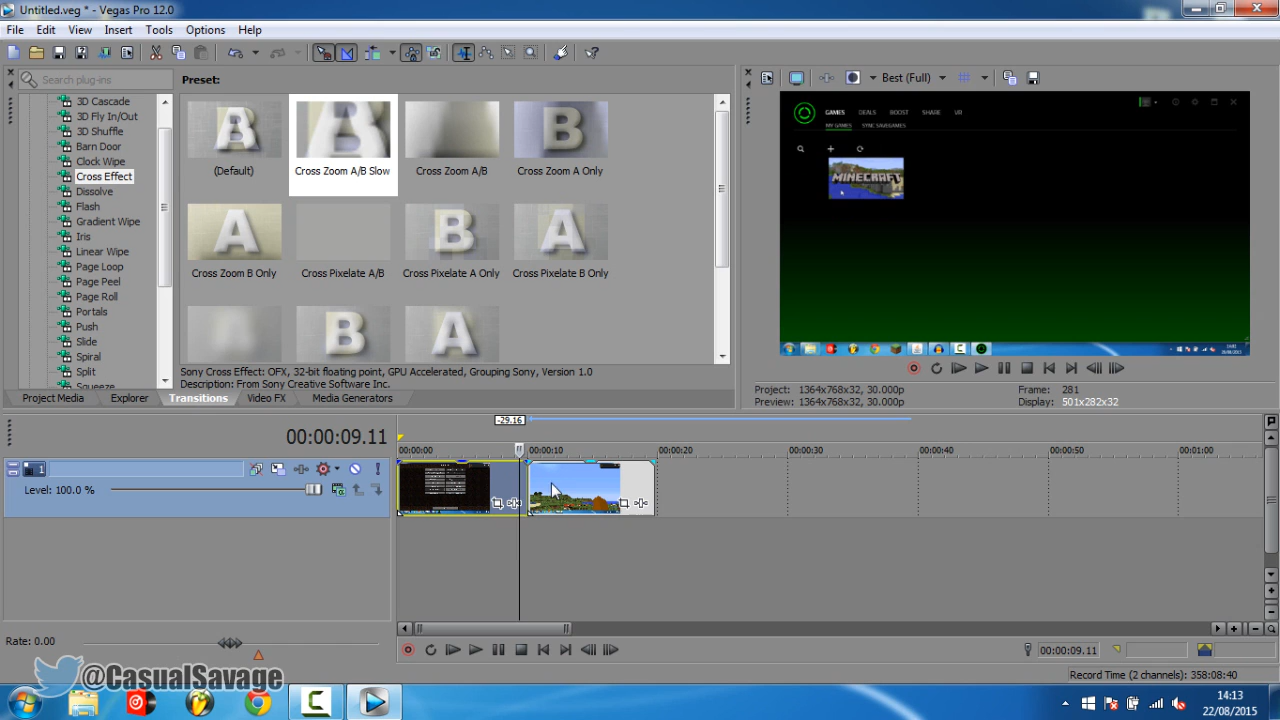 Untitled.veg * - Vegas Pro 12.0
File Edit View Insert Tools Options Help
Search plug-ins
3D Cascade
3D Fly In/Out
3D Shuffle
Barn Door
Clock Wipe
Cross Effect
Dissolve
Flash
Gradient Wipe
Iris
Linear Wipe
Page Loop
Page Peel
Page Roll
Portals
Push
Slide
Spiral
Split
Squeeze
Preset:
(Default) Cross Zoom A/B Slow Cross Zoom A/B Cross Zoom A Only
Cross Zoom B Only Cross Pixelate A/B Cross Pixelate A Only Cross Pixelate B Only
Sony Cross Effect: OFX, 32-bit floating point, GPU Accelerated, Grouping Sony, Version 1.0
Description: From Sony Creative Software Inc.
Project Media Explorer Transitions Video FX Media Generators
Best (Full)
GAMES DEALS BOOST SHARE VR
MY GAMES SYNC SAVEGAMES
MINECRAFT
Project: 1364x768x32, 30.000p Frame: 281
Preview: 1364x768x32, 30.000p Display: 501x282x32
00:00:09.11
-29.16
00:00:00 00:00:10 00:00:20 00:00:30 00:00:40 00:00:50 00:01:00
1
Level: 100.0 %
Rate: 0.00
00:00:09.11
Record Time (2 channels): 358:08:40
@CasualSavage
14:13
22/08/2015